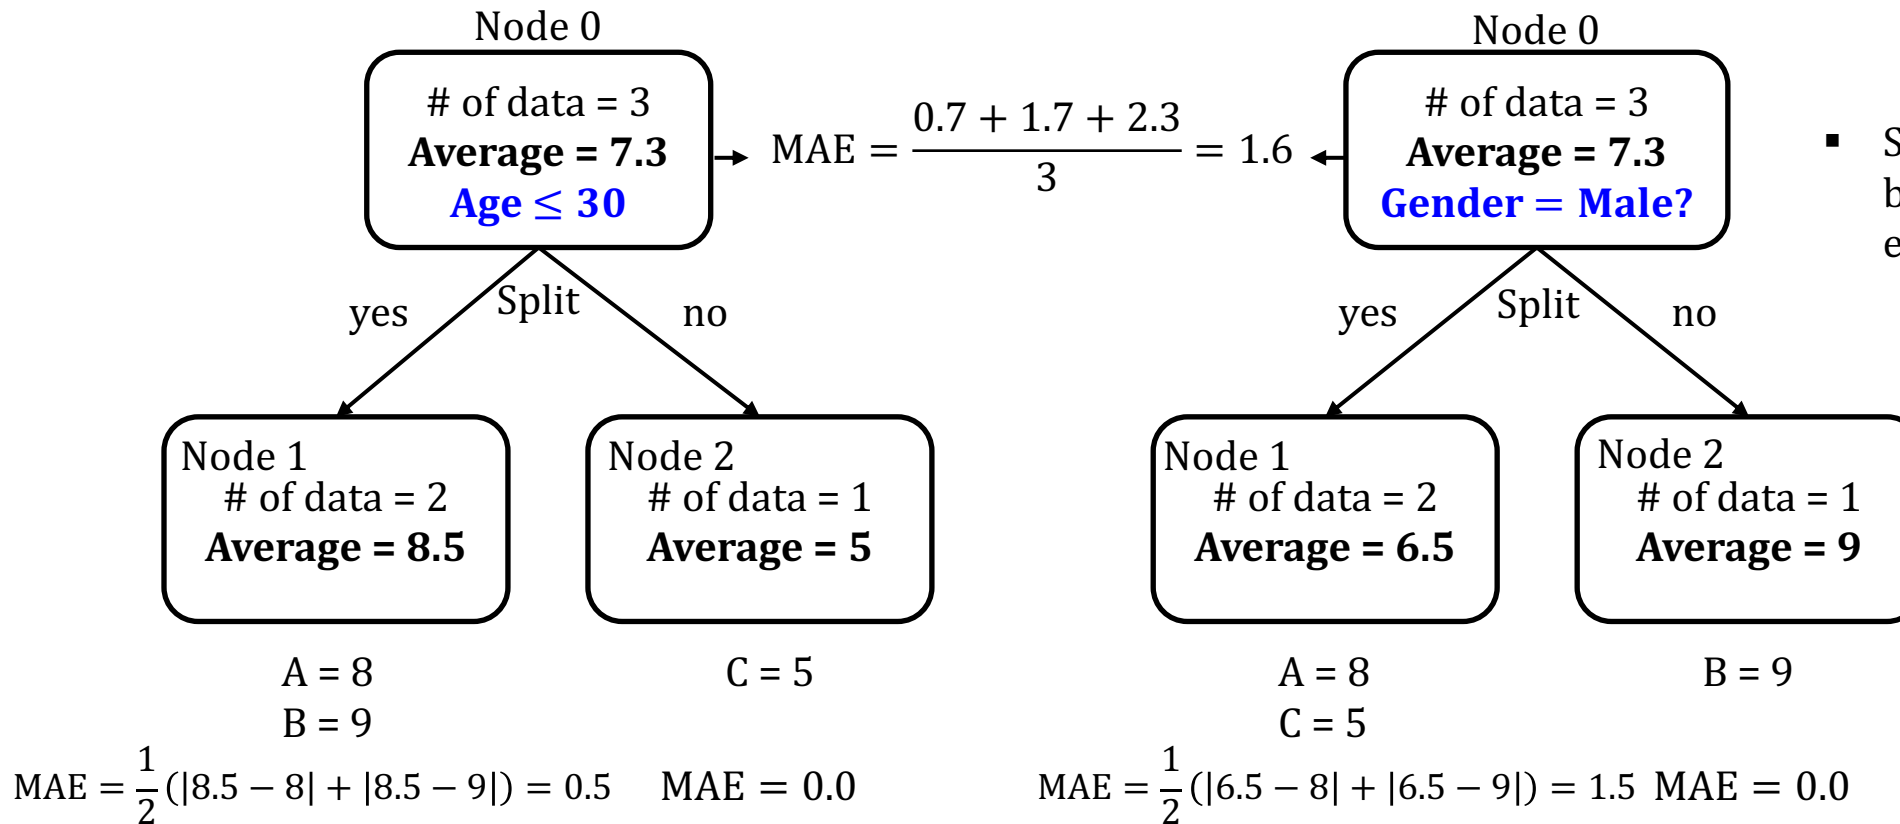 Node 0
# of data = 3
Average = 7.3
Age ≤ 30
MAE = (0.7 + 1.7 + 2.3)/3 = 1.6
Split
yes
no
Node 1
# of data = 2
Average = 8.5
Node 2
# of data = 1
Average = 5
A = 8
B = 9
C = 5
MAE = 1/2 (|8.5 − 8| + |8.5 − 9|) = 0.5
MAE = 0.0
Node 0
# of data = 3
Average = 7.3
Gender = Male?
Split
yes
no
Node 1
# of data = 2
Average = 6.5
Node 2
# of data = 1
Average = 9
A = 8
C = 5
B = 9
MAE = 1/2 (|6.5 − 8| + |6.5 − 9|) = 1.5
MAE = 0.0